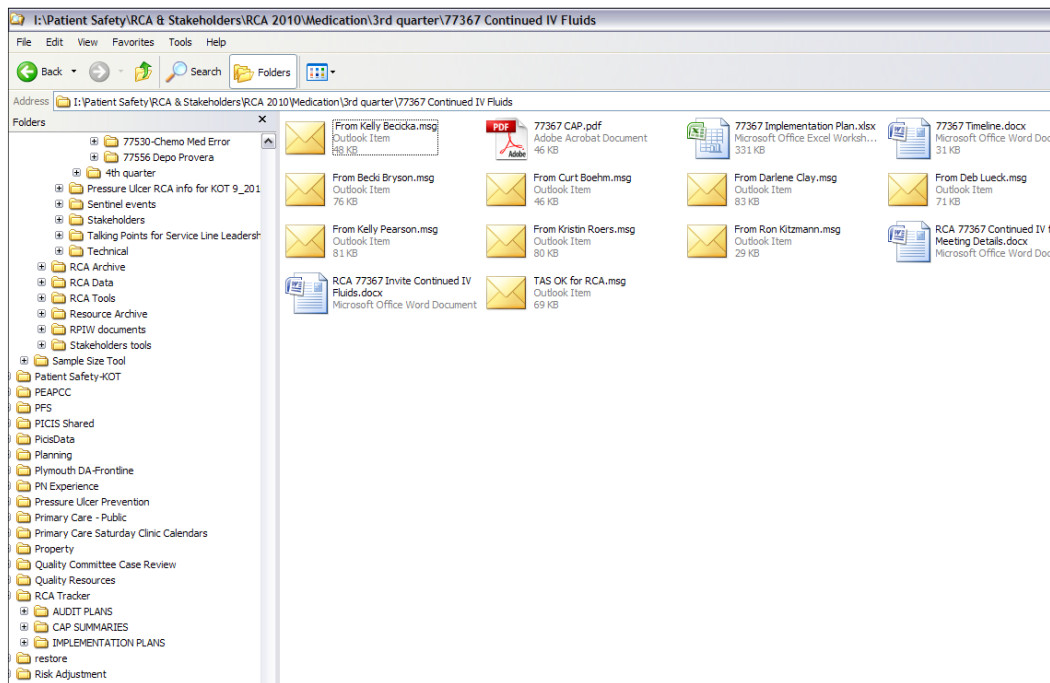 I:\Patient Safety\RCA & Stakeholders\RCA 2010\Medication\3rd quarter\77367 Continued IV Fluids
File Edit View Favorites Tools Help
Back Search Folders
Address I:\Patient Safety\RCA & Stakeholders\RCA 2010\Medication\3rd quarter\77367 Continued IV Fluids
Folders
77530-Chemo Med Error
77556 Depo Provera
4th quarter
Pressure Ulcer RCA info for KOT 9_201
Sentinel events
Stakeholders
Talking Points for Service Line Leadersh
Technical
RCA Archive
RCA Data
RCA Tools
Resource Archive
RPIW documents
Stakeholders tools
Sample Size Tool
Patient Safety-KOT
PEAPCC
PFS
PICIS Shared
PicisData
Planning
Plymouth DA-Frontline
PN Experience
Pressure Ulcer Prevention
Primary Care - Public
Primary Care Saturday Clinic Calendars
Property
Quality Committee Case Review
Quality Resources
RCA Tracker
AUDIT PLANS
CAP SUMMARIES
IMPLEMENTATION PLANS
restore
Risk Adjustment
From Kelly Becicka.msg
Outlook Item
48 KB
PDF
Adobe
77367 CAP.pdf
Adobe Acrobat Document
46 KB
77367 Implementation Plan.xlsx
Microsoft Office Excel Worksh...
331 KB
77367 Timeline.docx
Microsoft Office Word Doc
31 KB
From Becki Bryson.msg
Outlook Item
76 KB
From Curt Boehm.msg
Outlook Item
46 KB
From Darlene Clay.msg
Outlook Item
83 KB
From Deb Lueck.msg
Outlook Item
71 KB
From Kelly Pearson.msg
Outlook Item
81 KB
From Kristin Roers.msg
Outlook Item
80 KB
From Ron Kitzmann.msg
Outlook Item
29 KB
RCA 77367 Continued IV f
Meeting Details.docx
Microsoft Office Word Doc
RCA 77367 Invite Continued IV
Fluids.docx
Microsoft Office Word Document
TAS OK for RCA.msg
Outlook Item
69 KB